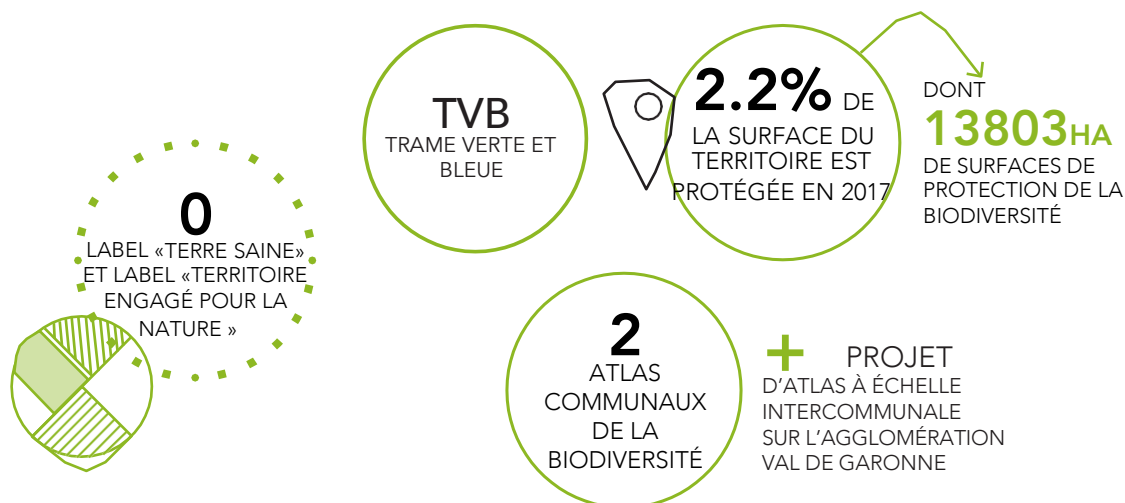 TVB
TRAME VERTE ET
BLEUE
2.2% DE
LA SURFACE DU
TERRITOIRE EST
PROTÉGÉE EN 2017
DONT
13803HA
DE SURFACES DE
PROTECTION DE LA
BIODIVERSITÉ
0
LABEL «TERRE SAINE»
ET LABEL «TERRITOIRE
ENGAGÉ POUR LA
NATURE »
2
ATLAS
COMMUNAUX
DE LA
BIODIVERSITÉ
+ PROJET
D'ATLAS À ÉCHELLE
INTERCOMMUNALE
SUR L'AGGLOMÉRATION
VAL DE GARONNE